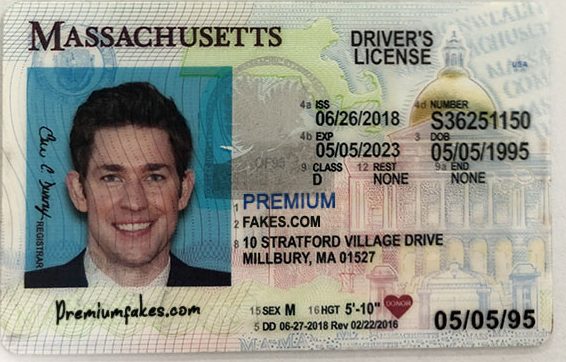 MASSACHUSETTS
DRIVER'S
LICENSE
USA
4a ISS 4d NUMBER
06/26/2018 S36251150
4b EXP 3 DOB
05/05/2023 05/05/1995
9 CLASS 12 REST 9a END
D NONE NONE
1 PREMIUM
2 FAKES.COM
8 10 STRATFORD VILLAGE DRIVE
MILLBURY, MA 01527
REGISTRAR
Premiumfakes.com
15 SEX M 16 HGT 5'-10" DONOR
5 DD 06-27-2018 Rev 02/22/2016
05/05/95